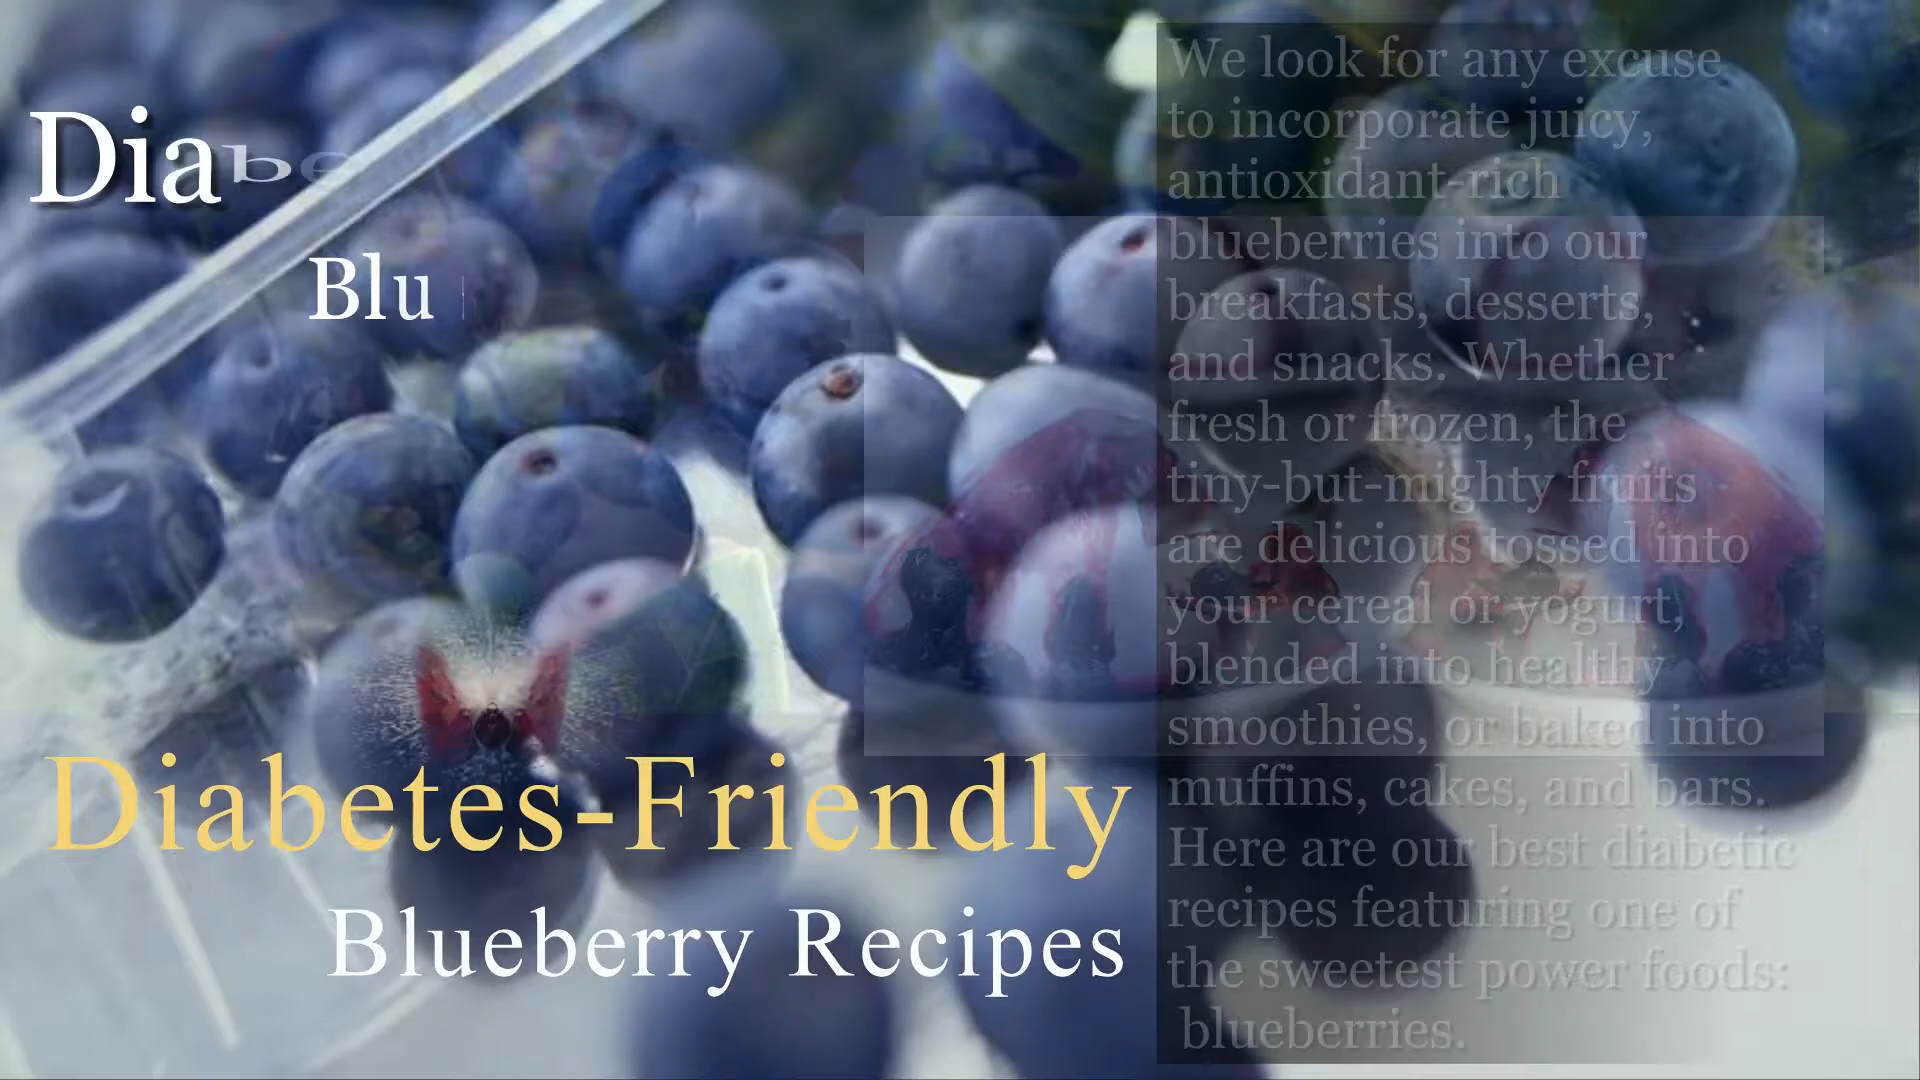 Dia
Blu
Diabetes-Friendly
Blueberry Recipes
We look for any excuse
to incorporate juicy,
antioxidant-rich
blueberries into our
breakfasts, desserts,
and snacks. Whether
fresh or frozen, the
tiny-but-mighty fruits
are delicious tossed into
your cereal or yogurt,
blended into healthy
smoothies, or baked into
muffins, cakes, and bars.
Here are our best diabetic
recipes featuring one of
the sweetest power foods:
blueberries.